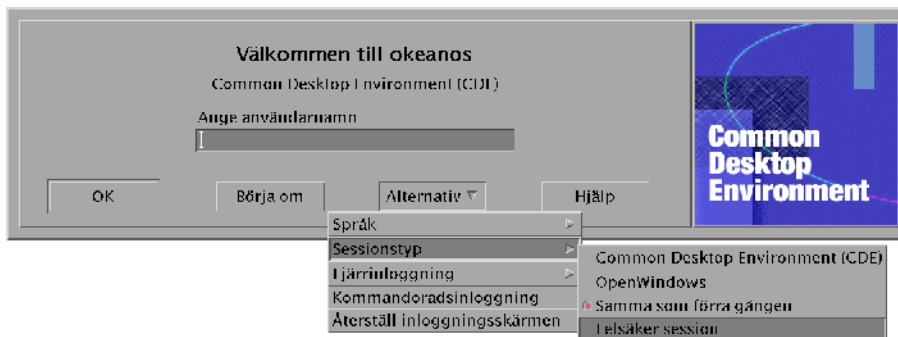 Välkommen till okeanos
Common Desktop Environment (CDE)
Ange användarnamn
OK
Börja om
Alternativ
Hjälp
Common
Desktop
Environment
Språk
Sessionstyp
Fjärrinloggning
Kommandoradsinloggning
Återställ inloggningsskärmen
Common Desktop Environment (CDE)
OpenWindows
Samma som förra gången
Felsäker session